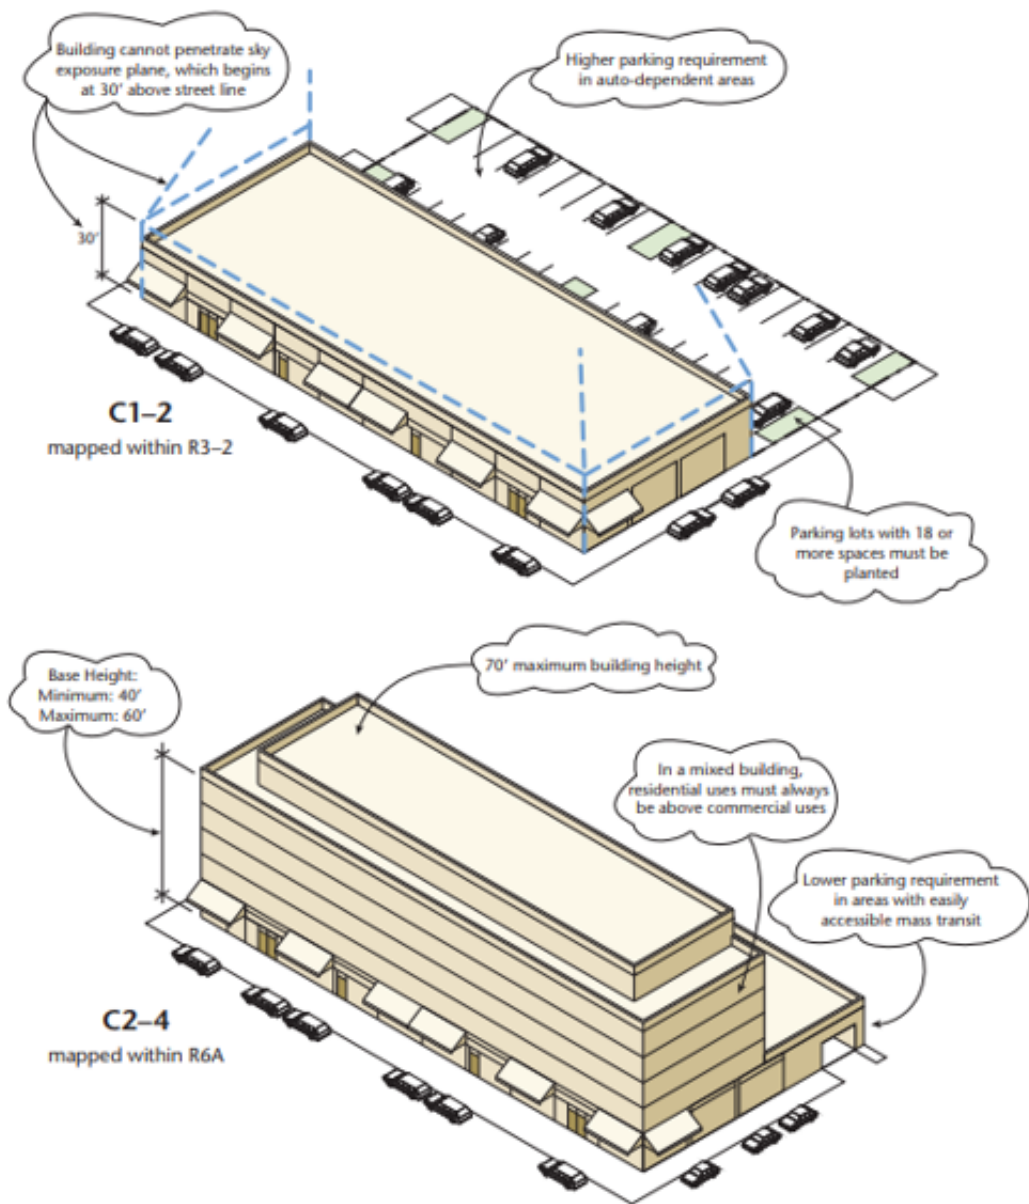 Building cannot penetrate sky
exposure plane, which begins
at 30' above street line
Higher parking requirement
in auto-dependent areas
30'
C1–2
mapped within R3–2
Parking lots with 18 or
more spaces must be
planted
Base Height:
Minimum: 40'
Maximum: 60'
70' maximum building height
In a mixed building,
residential uses must always
be above commercial uses
Lower parking requirement
in areas with easily
accessible mass transit
C2–4
mapped within R6A